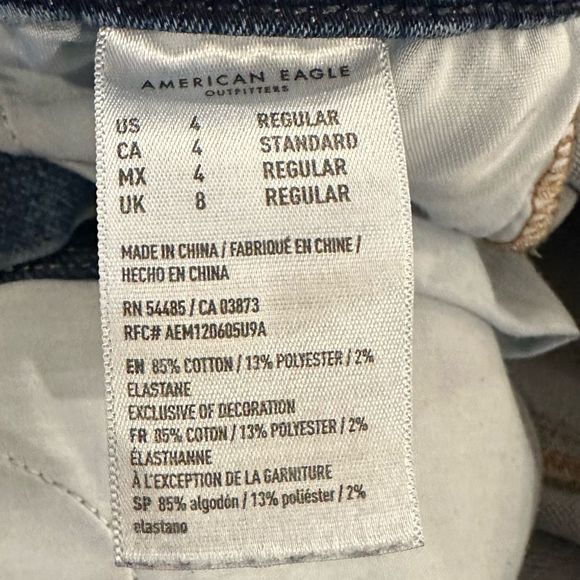 AMERICAN EAGLE
OUTFITTERS
US 4 REGULAR
CA 4 STANDARD
MX 4 REGULAR
UK 8 REGULAR
MADE IN CHINA / FABRIQUÉ EN CHINE /
HECHO EN CHINA
RN 54485 / CA 03873
RFC# AEM120605U9A
EN 85% COTTON / 13% POLYESTER / 2%
ELASTANE
EXCLUSIVE OF DECORATION
FR 85% COTON / 13% POLYESTER / 2%
ÉLASTHANNE
À L'EXCEPTION DE LA GARNITURE
SP 85% algodón / 13% poliéster / 2%
elastano